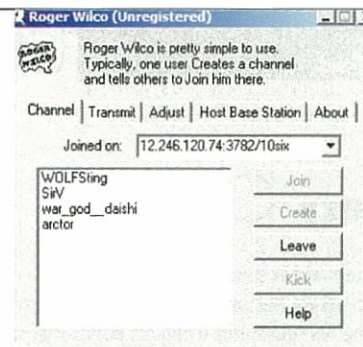 Roger Wilco (Unregistered)
ROGER WILCO!
Roger Wilco is pretty simple to use.
Typically, one user Creates a channel
and tells others to Join him there.
Channel Transmit Adjust Host Base Station About
Joined on: 12.246.120.74:3782/10six
WOLFSting
SirV
war_god__daishi
arctor
Join
Create
Leave
Kick
Help